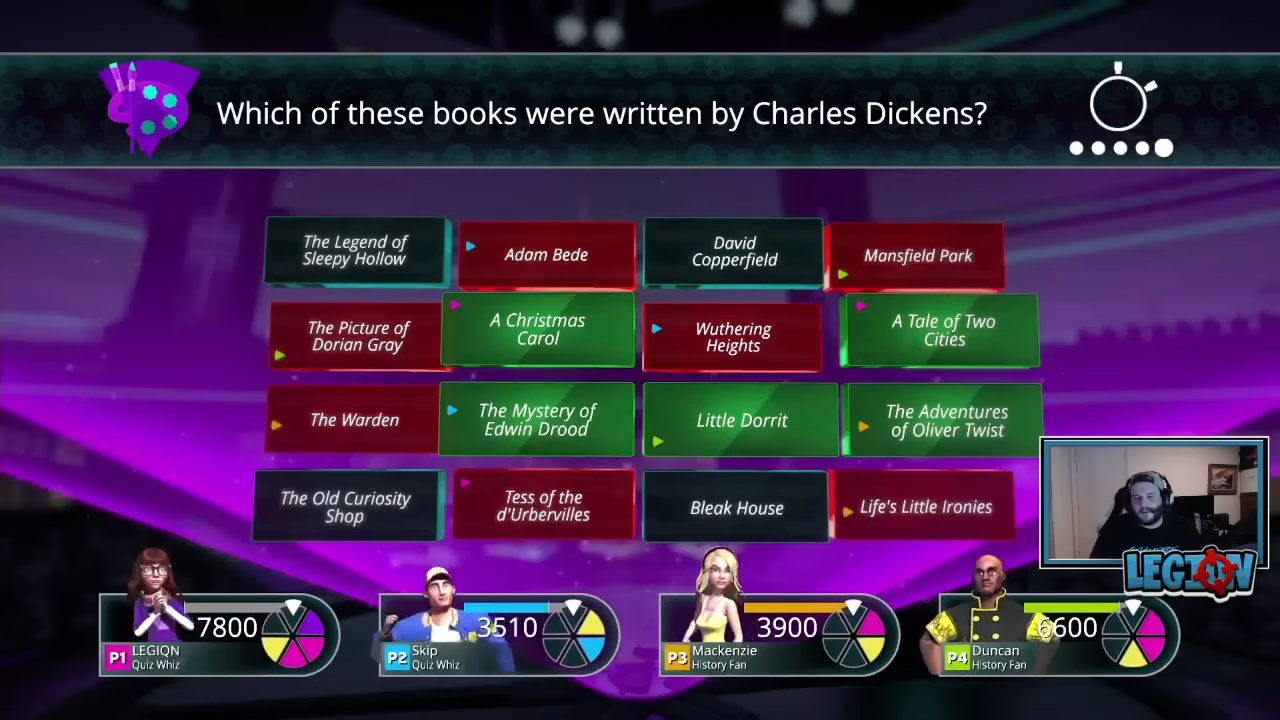 Which of these books were written by Charles Dickens?
The Legend of
Sleepy Hollow
Adam Bede
David
Copperfield
Mansfield Park
The Picture of
Dorian Gray
A Christmas
Carol
Wuthering
Heights
A Tale of Two
Cities
The Warden
The Mystery of
Edwin Drood
Little Dorrit
The Adventures
of Oliver Twist
The Old Curiosity
Shop
Tess of the
d'Urbervilles
Bleak House
Life's Little Ironies
LEGIQN
7800
P1 LEGIQN
Quiz Whiz
3510
P2 Skip
Quiz Whiz
3900
P3 Mackenzie
History Fan
6600
P4 Duncan
History Fan